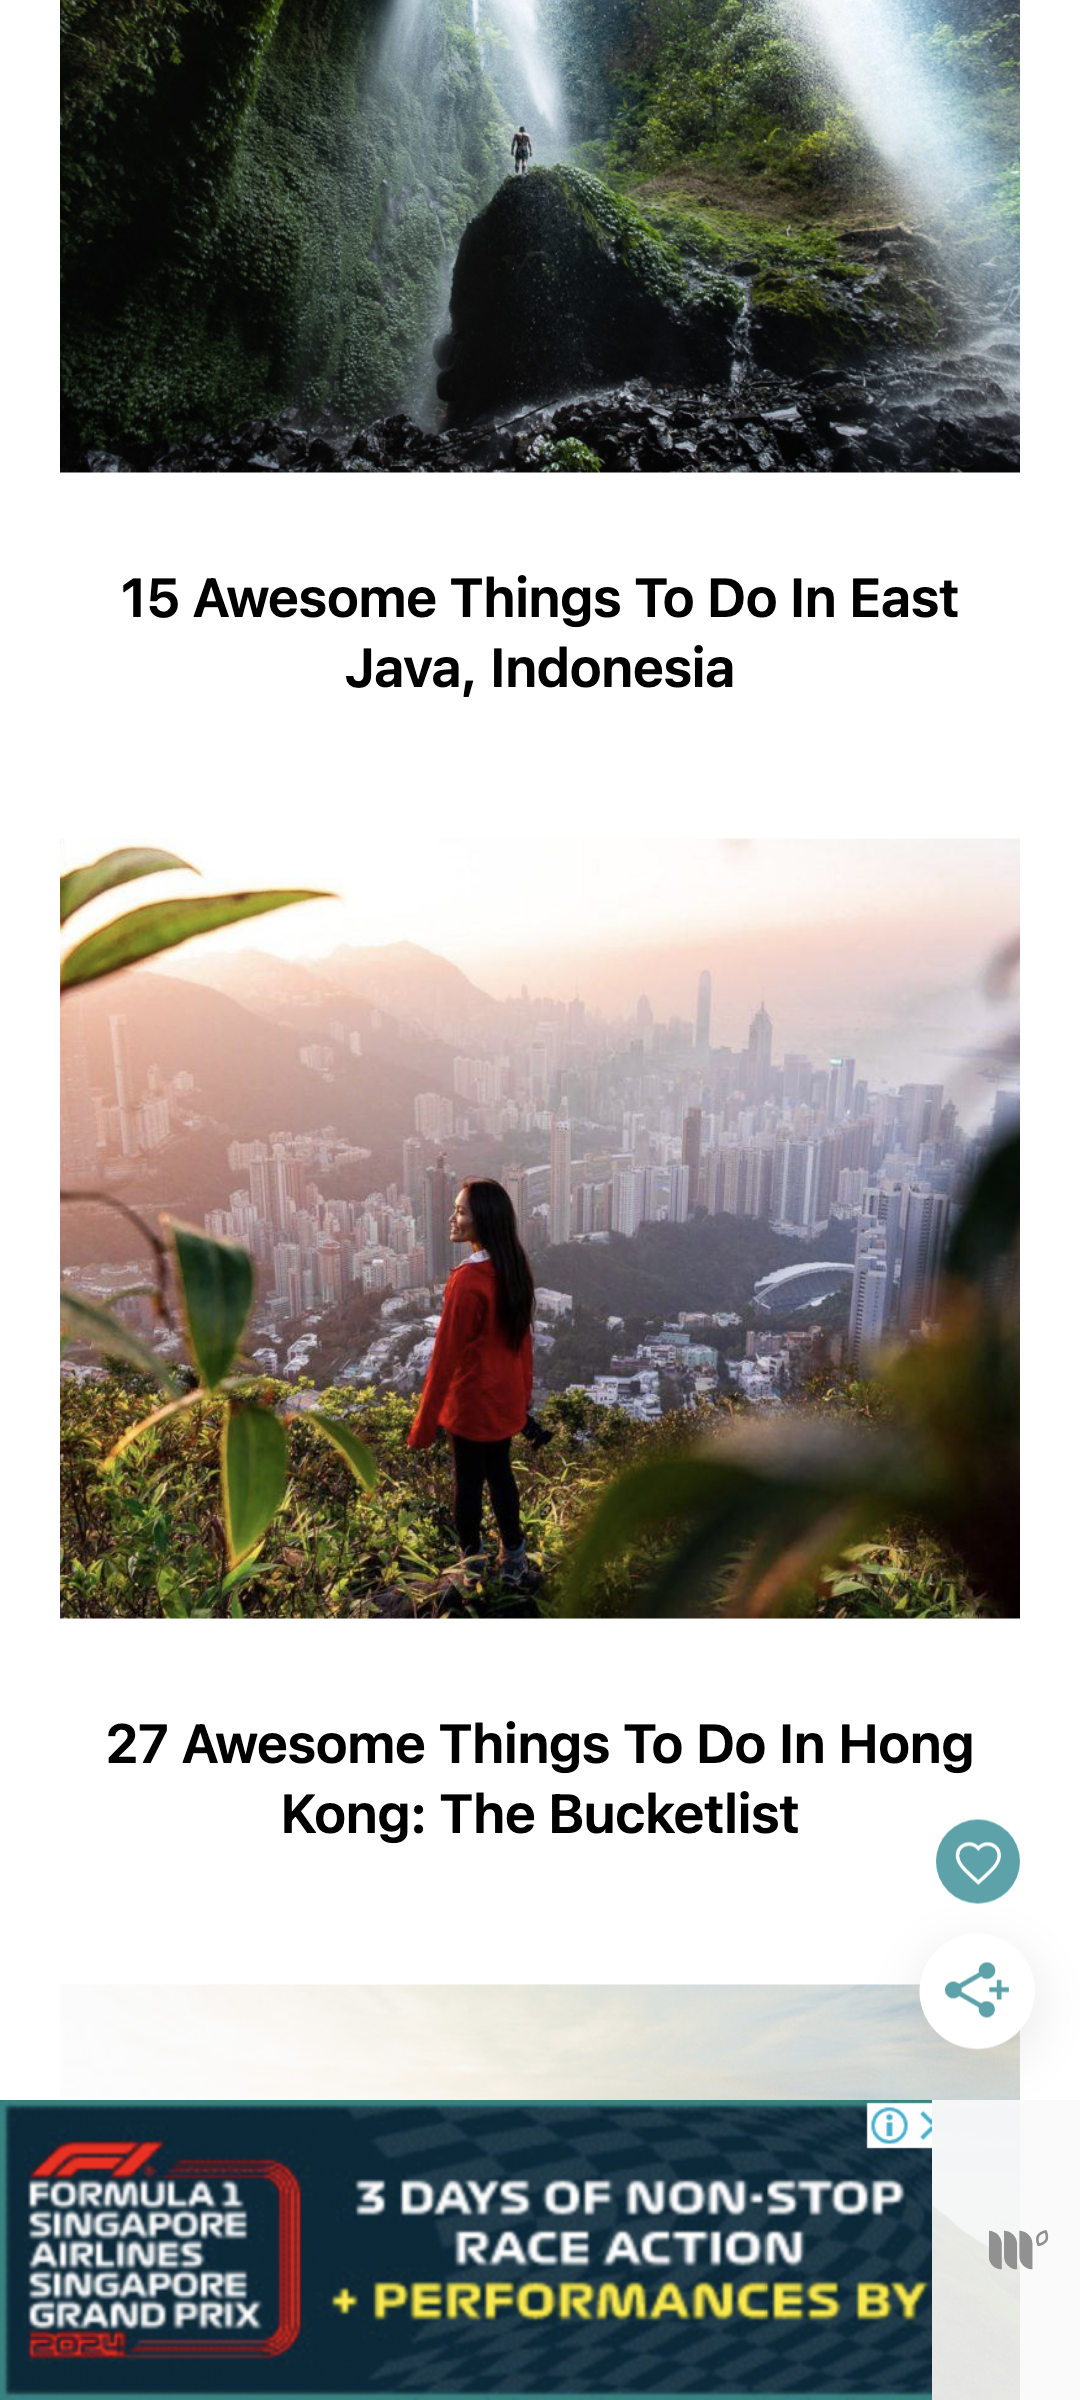 15 Awesome Things To Do In East
Java, Indonesia
27 Awesome Things To Do In Hong
Kong: The Bucketlist
FORMULA 1
SINGAPORE
AIRLINES
SINGAPORE
GRAND PRIX
2024
3 DAYS OF NON-STOP
RACE ACTION
+ PERFORMANCES BY